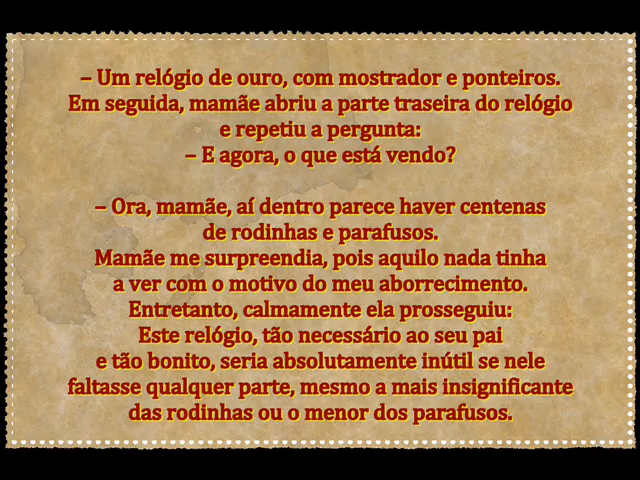 – Um relógio de ouro, com mostrador e ponteiros.
Em seguida, mamãe abriu a parte traseira do relógio
e repetiu a pergunta:
– E agora, o que está vendo?
– Ora, mamãe, aí dentro parece haver centenas
de rodinhas e parafusos.
Mamãe me surpreendia, pois aquilo nada tinha
a ver com o motivo do meu aborrecimento.
Entretanto, calmamente ela prosseguiu:
Este relógio, tão necessário ao seu pai
e tão bonito, seria absolutamente inútil se nele
faltasse qualquer parte, mesmo a mais insignificante
das rodinhas ou o menor dos parafusos.